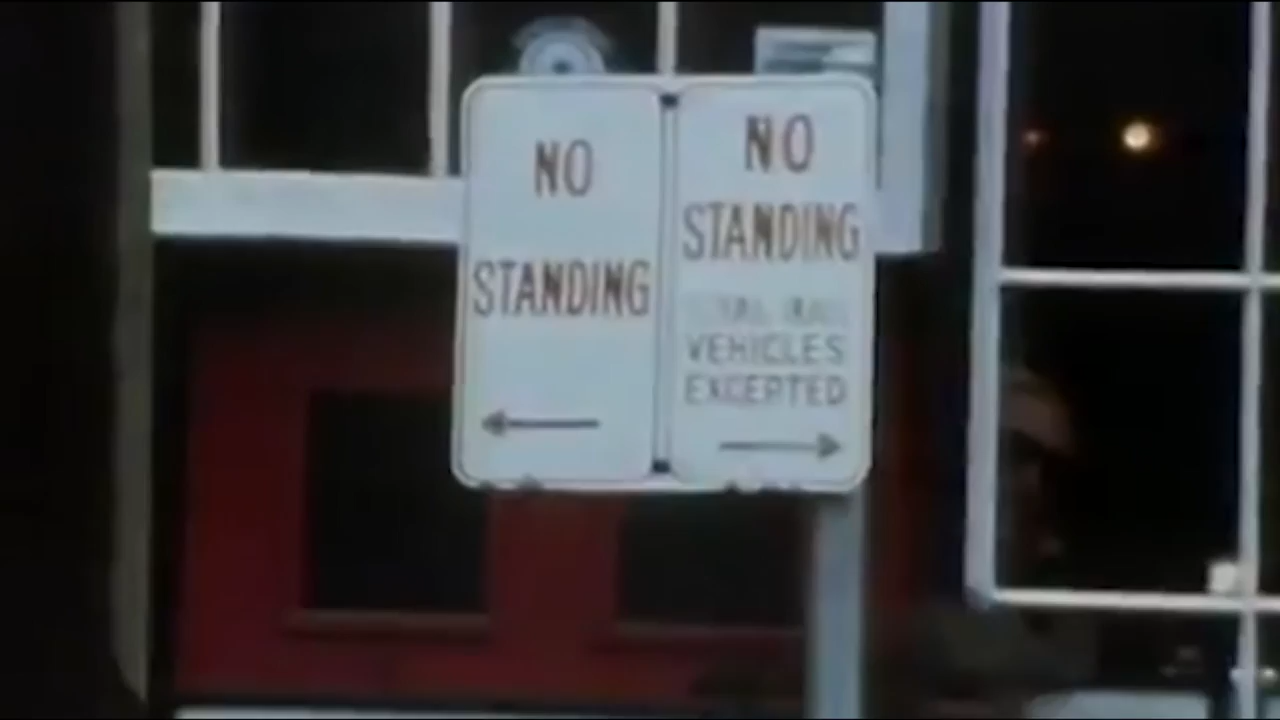 NO
STANDING
NO
STANDING
VEHICLES
EXCEPTED